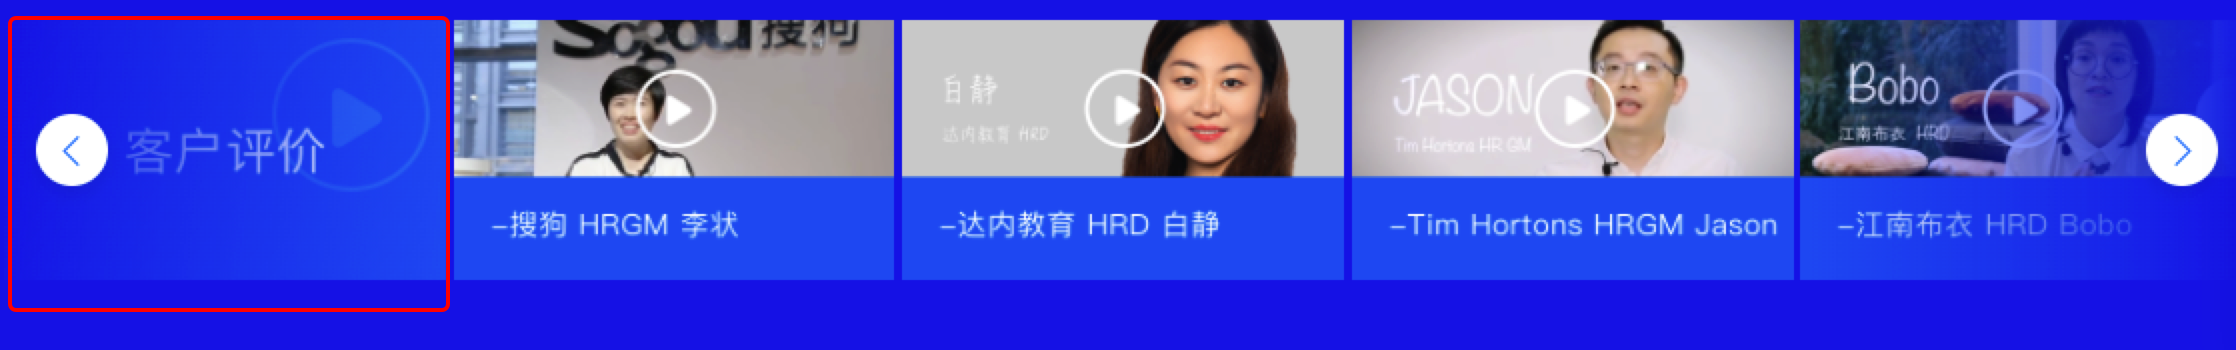 客户评价
Sogou搜狗
–搜狗 HRGM 李状
白静
达内教育 HRD
–达内教育 HRD 白静
JASON
Tim Hortons HR GM
–Tim Hortons HRGM Jason
Bobo
江南布衣 HRD
–江南布衣 HRD Bobo